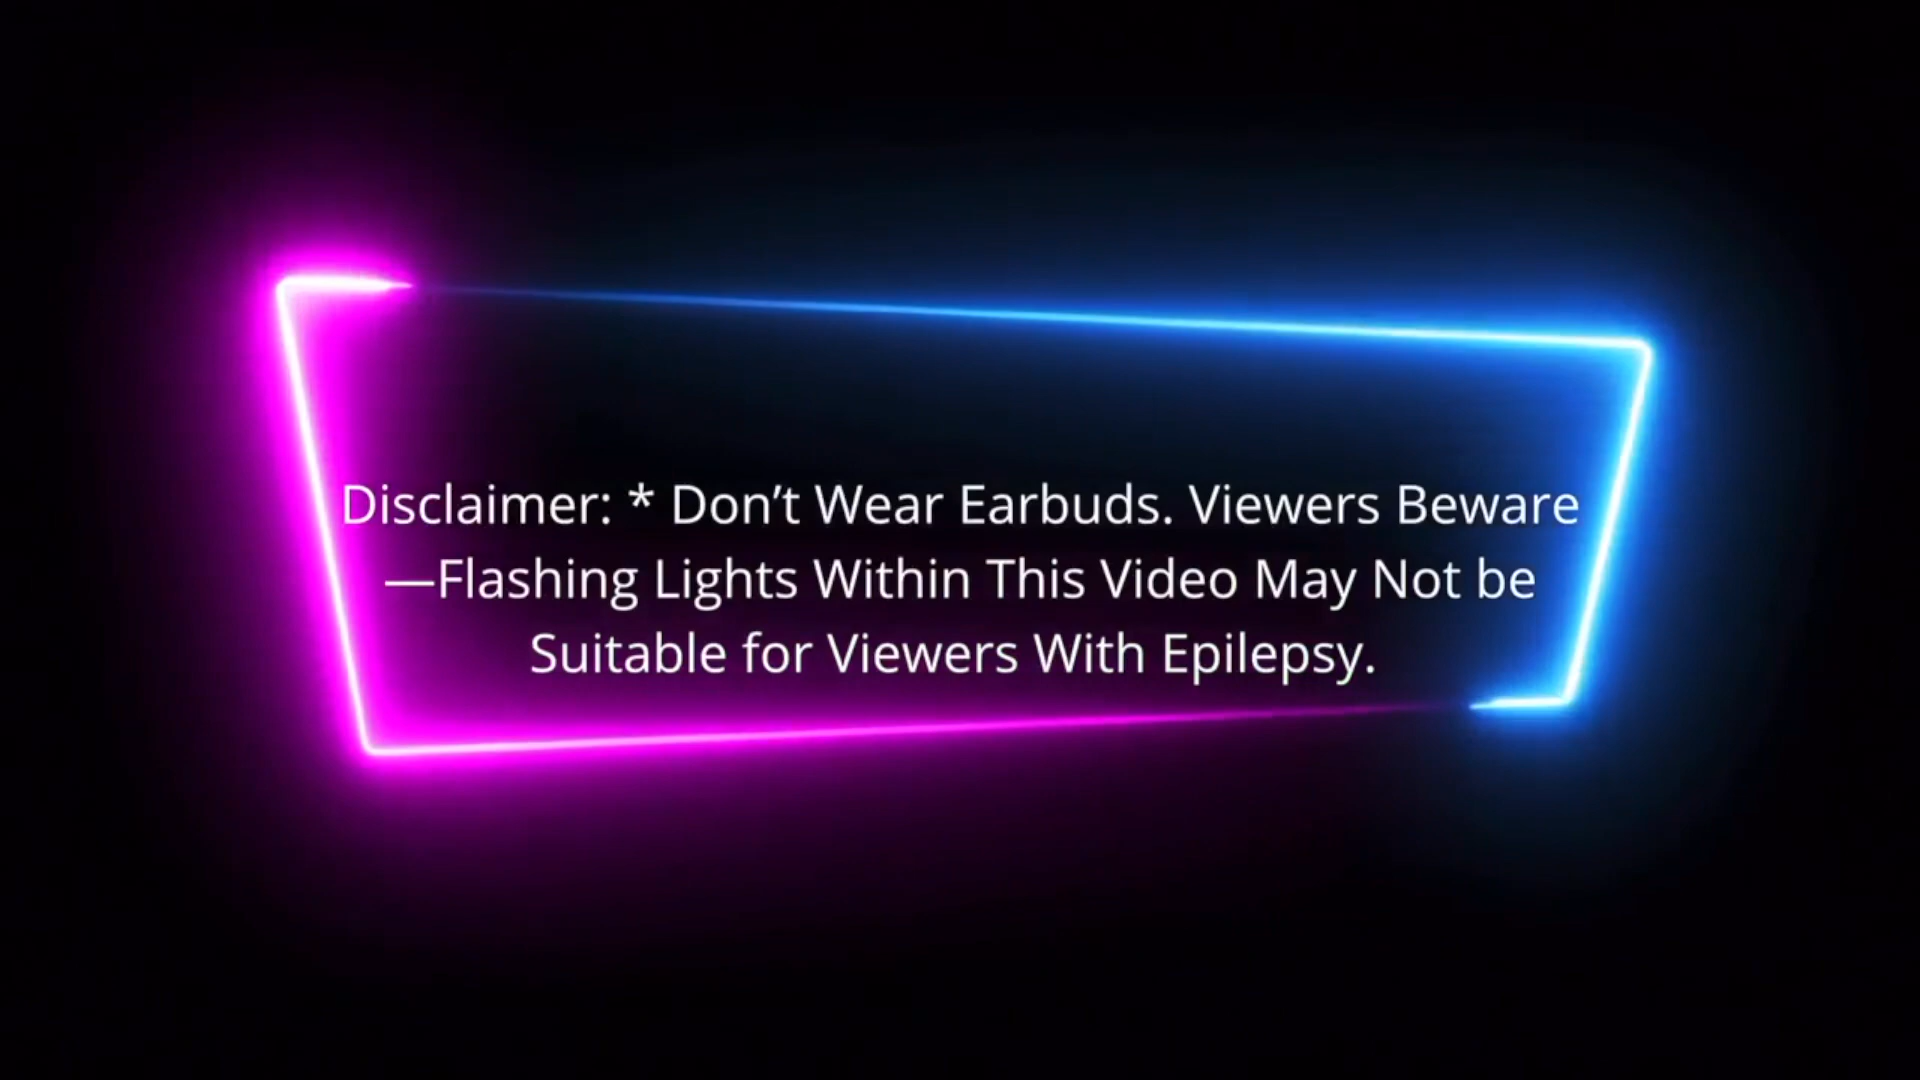 Disclaimer: * Don’t Wear Earbuds. Viewers Beware
—Flashing Lights Within This Video May Not be
Suitable for Viewers With Epilepsy.